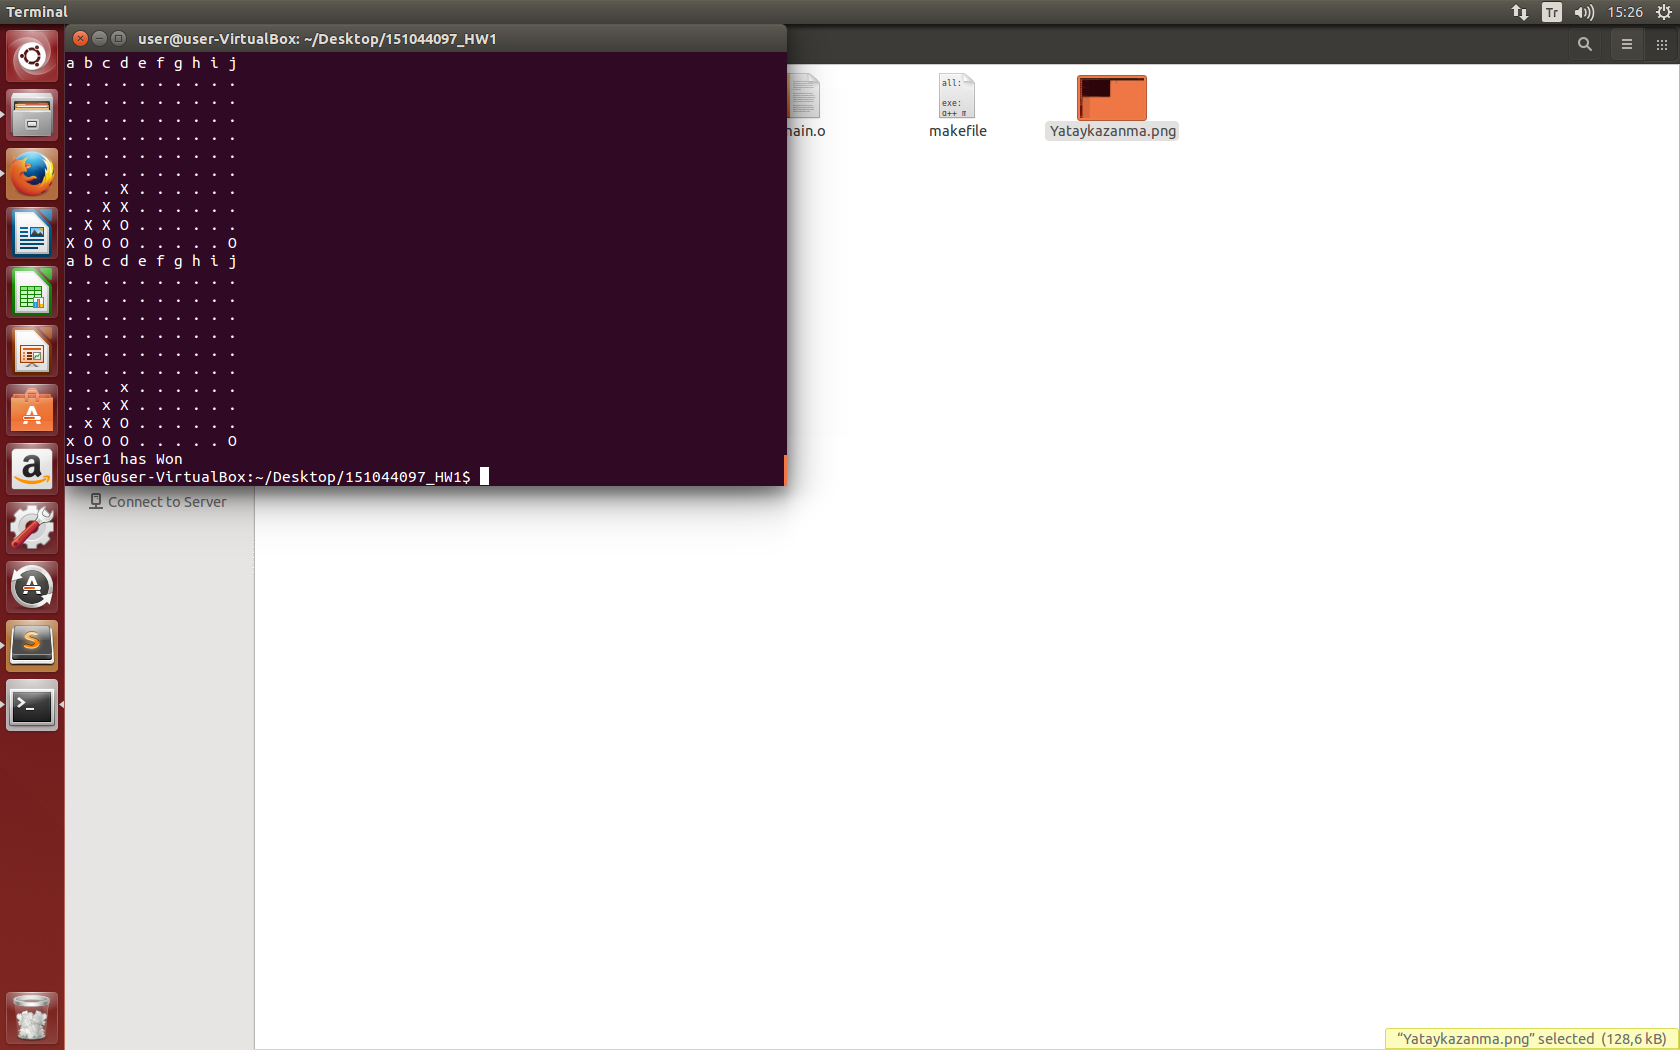 Terminal
Tr
15:26
user@user-VirtualBox: ~/Desktop/151044097_HW1
a b c d e f g h i j
. . . . . . . . . .
. . . . . . . . . .
. . . . . . . . . .
. . . . . . . . . .
. . . . . . . . . .
. . . . . . . . . .
. . . X . . . . . .
. . X X . . . . . .
. X X O . . . . . .
X O O O . . . . . O
a b c d e f g h i j
. . . . . . . . . .
. . . . . . . . . .
. . . . . . . . . .
. . . . . . . . . .
. . . . . . . . . .
. . . . . . . . . .
. . . x . . . . . .
. . x X . . . . . .
. x X O . . . . . .
x O O O . . . . . O
User1 has Won
user@user-VirtualBox:~/Desktop/151044097_HW1$
all:
exe:
g++
main.o
makefile
Yataykazanma.png
Connect to Server
“Yataykazanma.png” selected (128,6 kB)